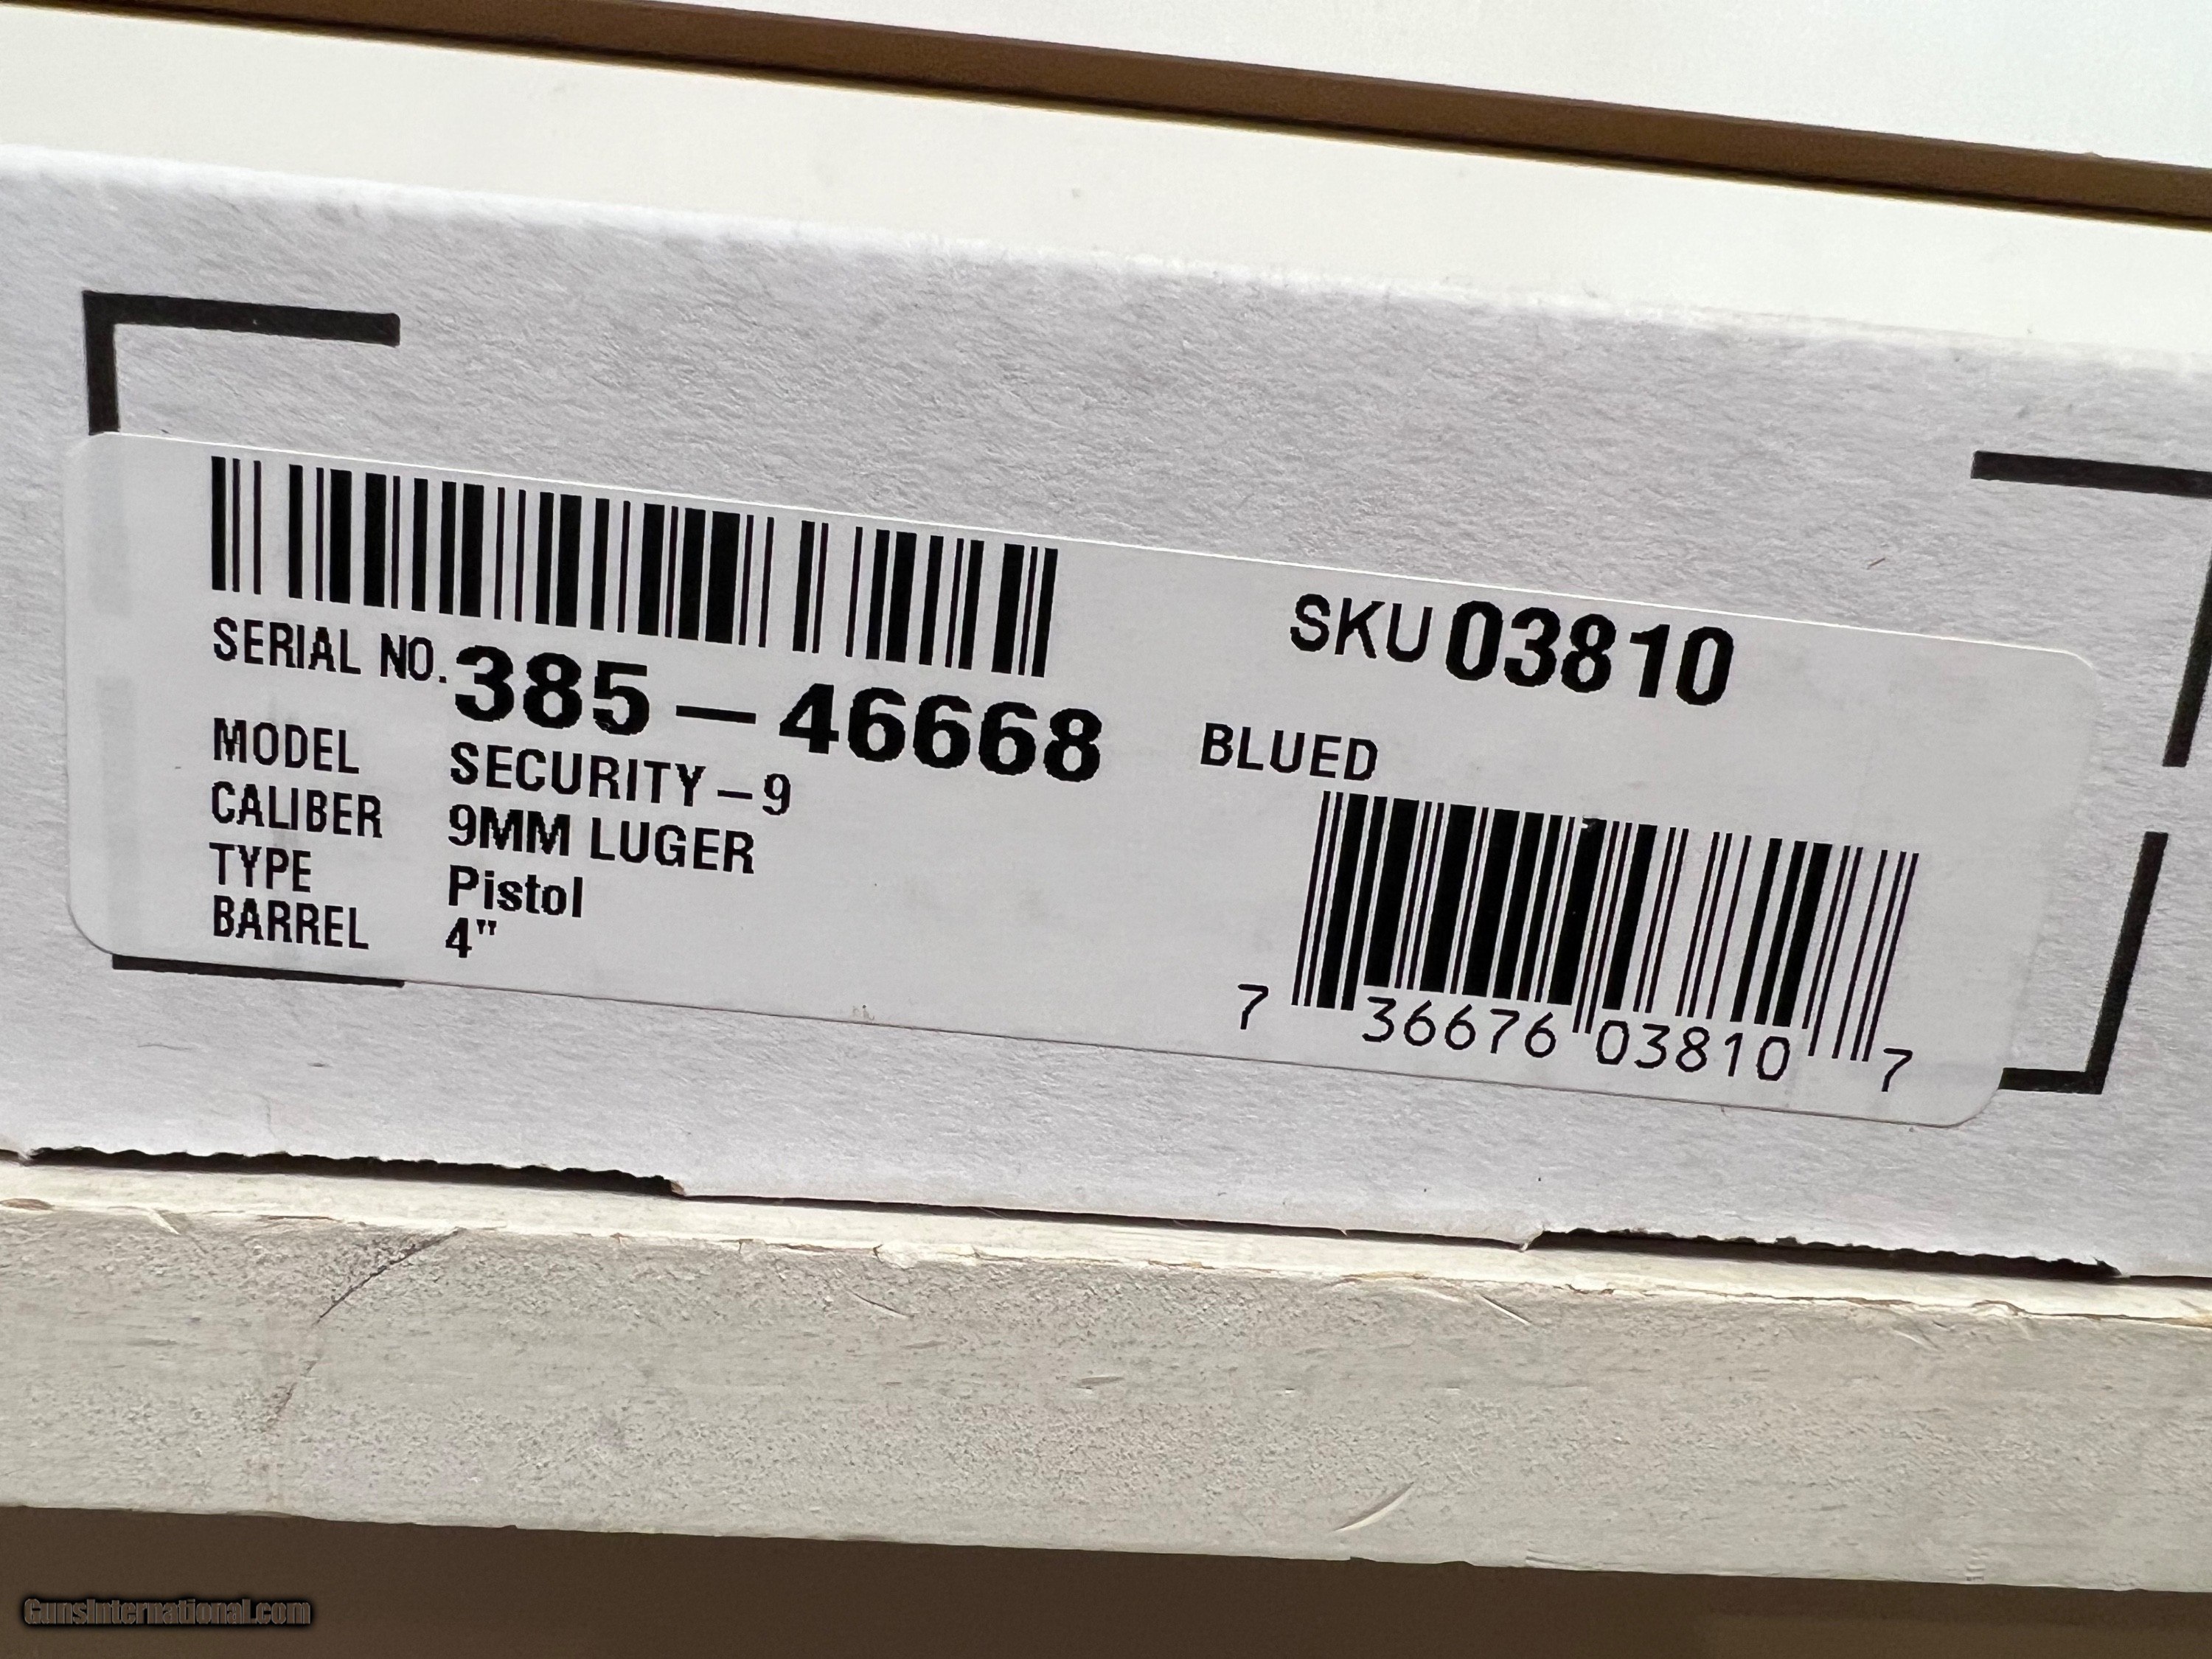 SERIAL NO. 385-46668
MODEL SECURITY-9
CALIBER 9MM LUGER
TYPE Pistol
BARREL 4"
SKU 03810
BLUED
7 36676 03810 7
GunsInternational.com